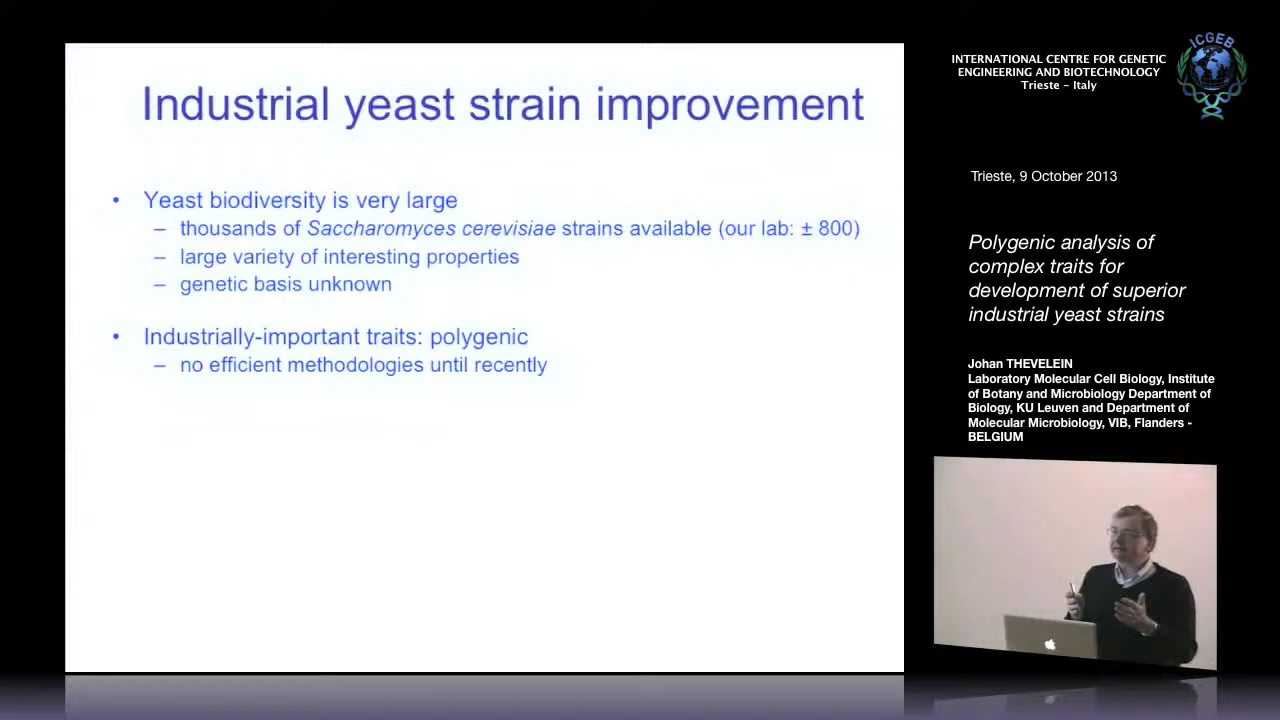 Industrial yeast strain improvement
• Yeast biodiversity is very large
– thousands of Saccharomyces cerevisiae strains available (our lab: ± 800)
– large variety of interesting properties
– genetic basis unknown
• Industrially-important traits: polygenic
– no efficient methodologies until recently
INTERNATIONAL CENTRE FOR GENETIC
ENGINEERING AND BIOTECHNOLOGY
Trieste - Italy
ICGEB
Trieste, 9 October 2013
Polygenic analysis of
complex traits for
development of superior
industrial yeast strains
Johan THEVELEIN
Laboratory Molecular Cell Biology, Institute
of Botany and Microbiology Department of
Biology, KU Leuven and Department of
Molecular Microbiology, VIB, Flanders -
BELGIUM